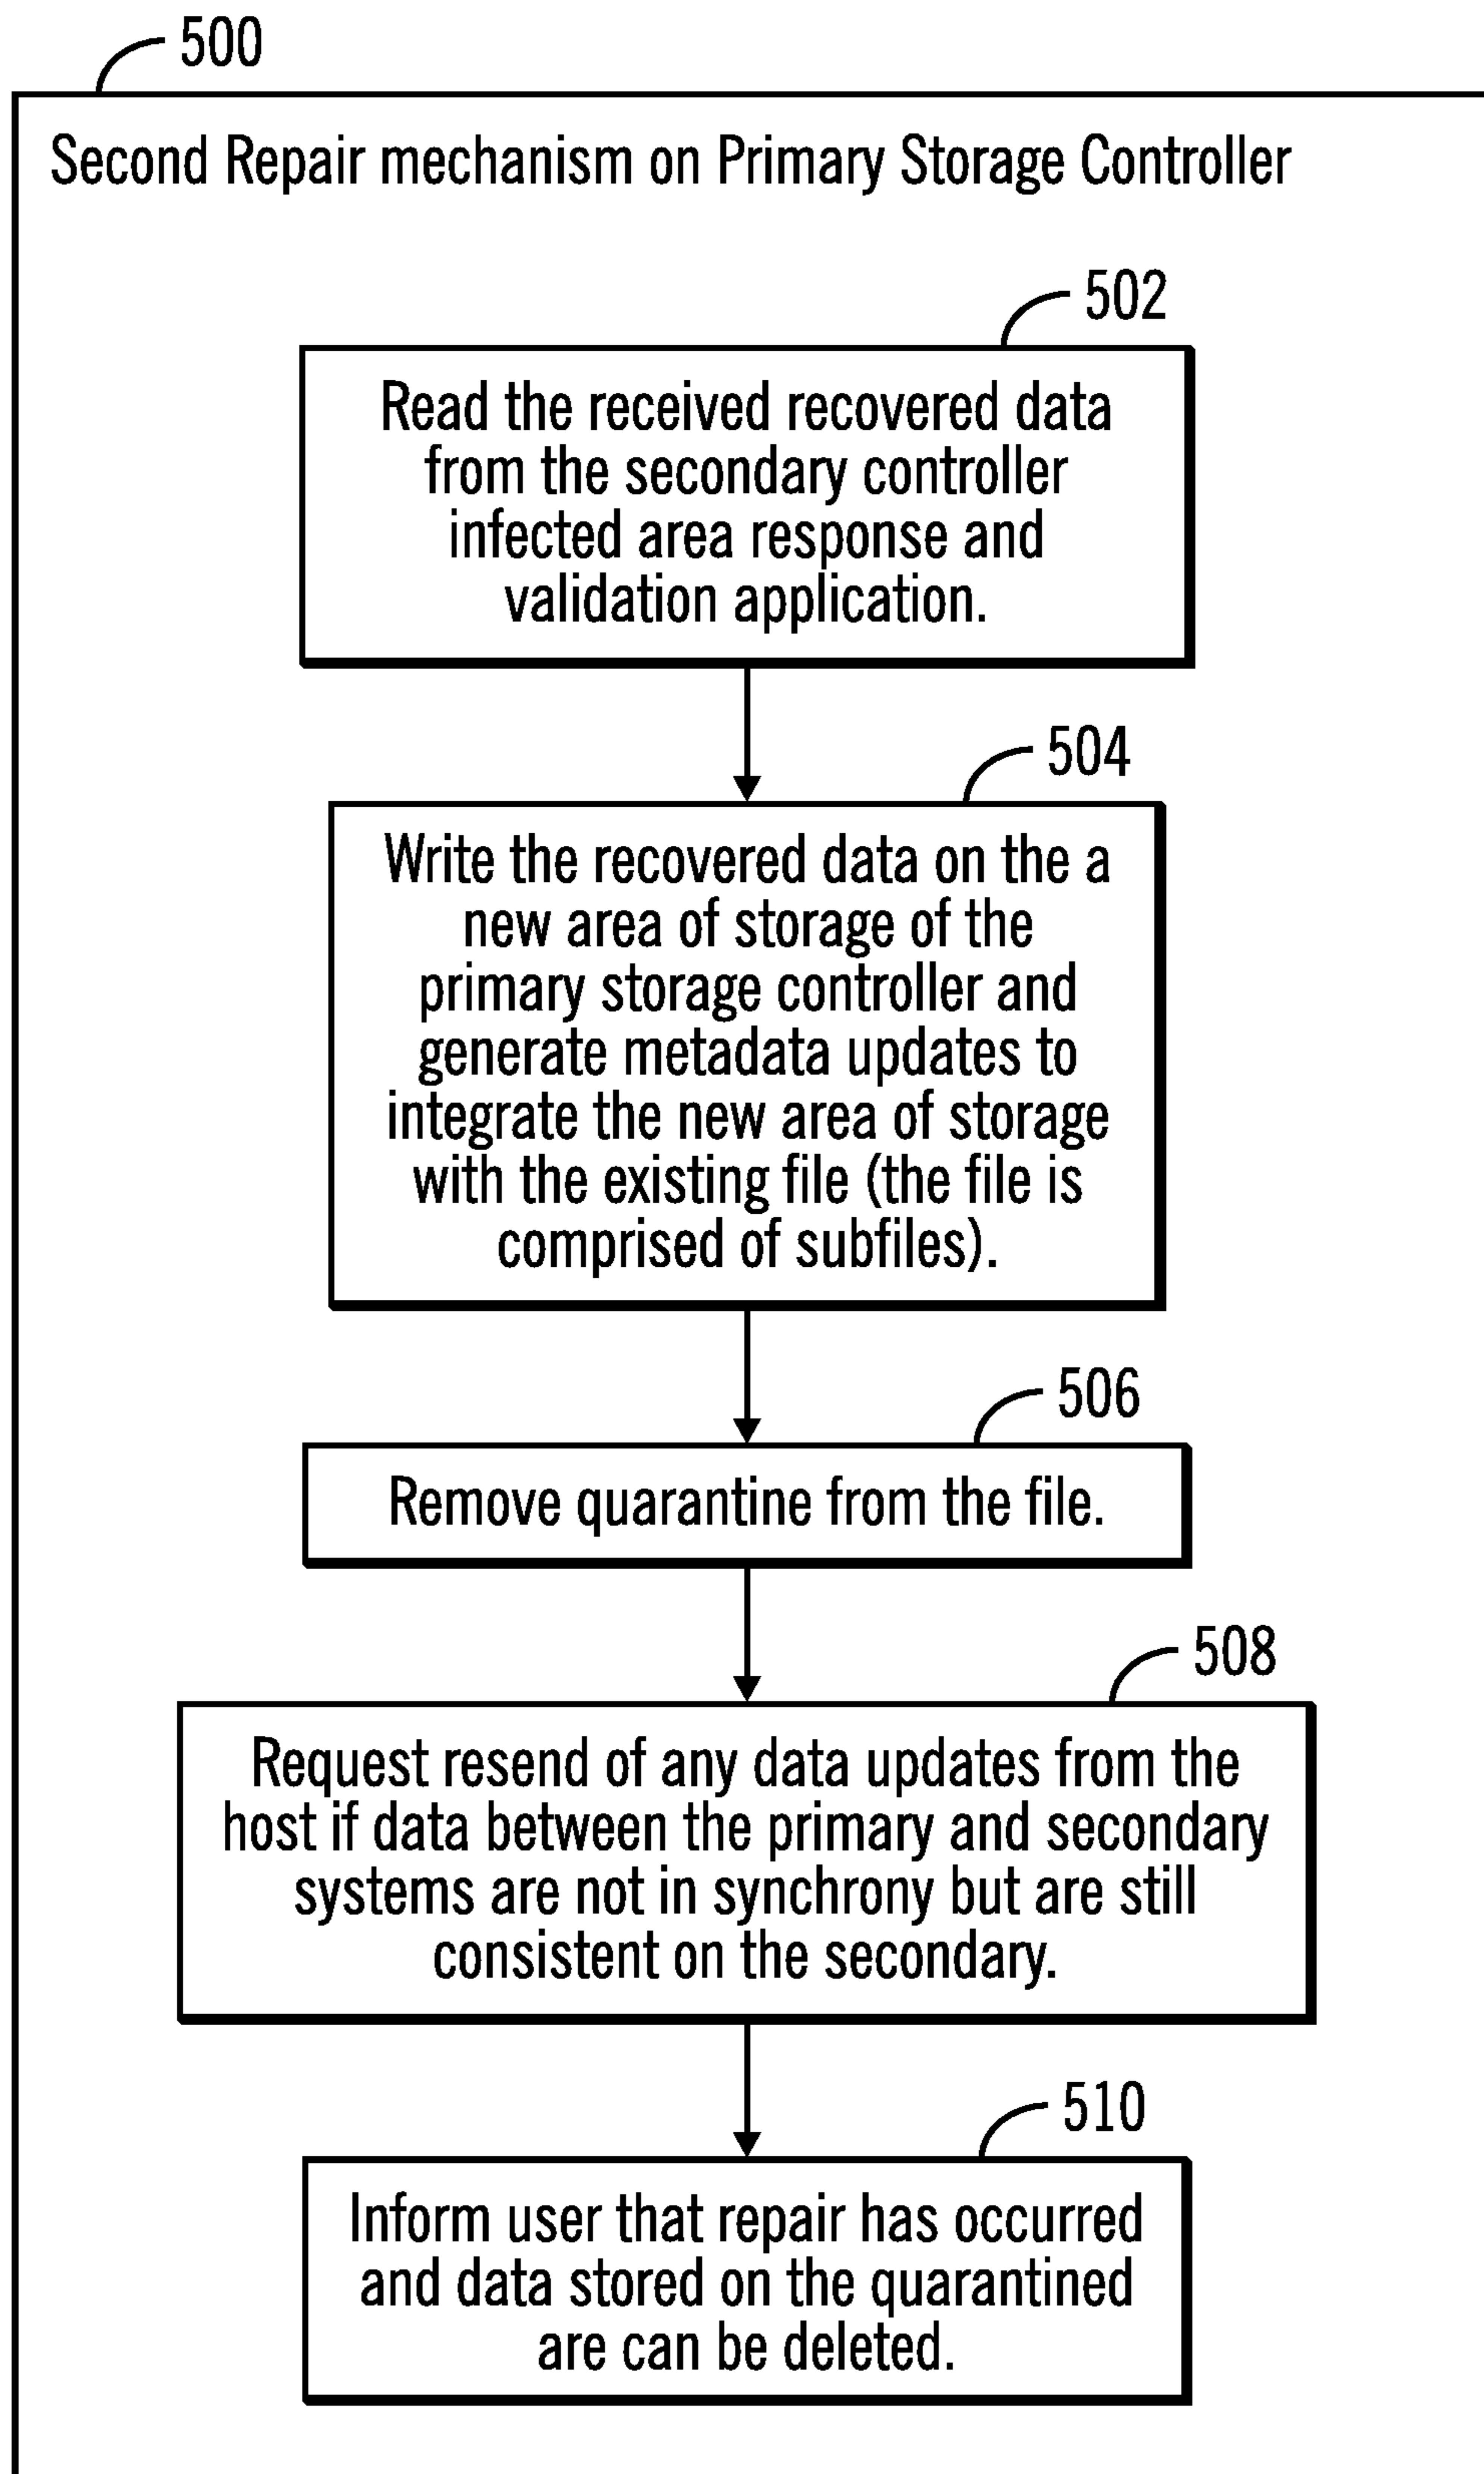 500
Second Repair mechanism on Primary Storage Controller
502
Read the received recovered data
from the secondary controller
infected area response and
validation application.
504
Write the recovered data on the a
new area of storage of the
primary storage controller and
generate metadata updates to
integrate the new area of storage
with the existing file (the file is
comprised of subfiles).
506
Remove quarantine from the file.
508
Request resend of any data updates from the
host if data between the primary and secondary
systems are not in synchrony but are still
consistent on the secondary.
510
Inform user that repair has occurred
and data stored on the quarantined
are can be deleted.